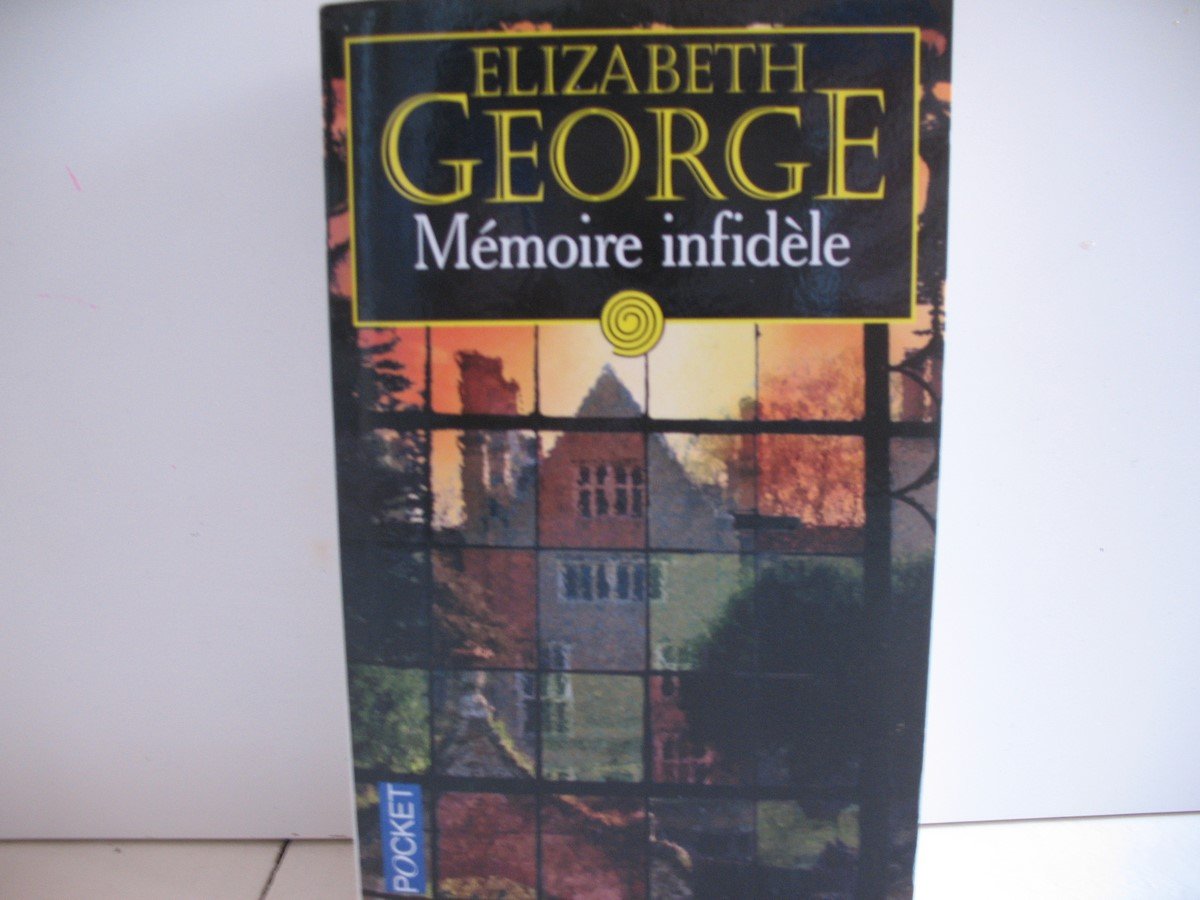 ELIZABETH
GEORGE
Mémoire infidèle
POCKET